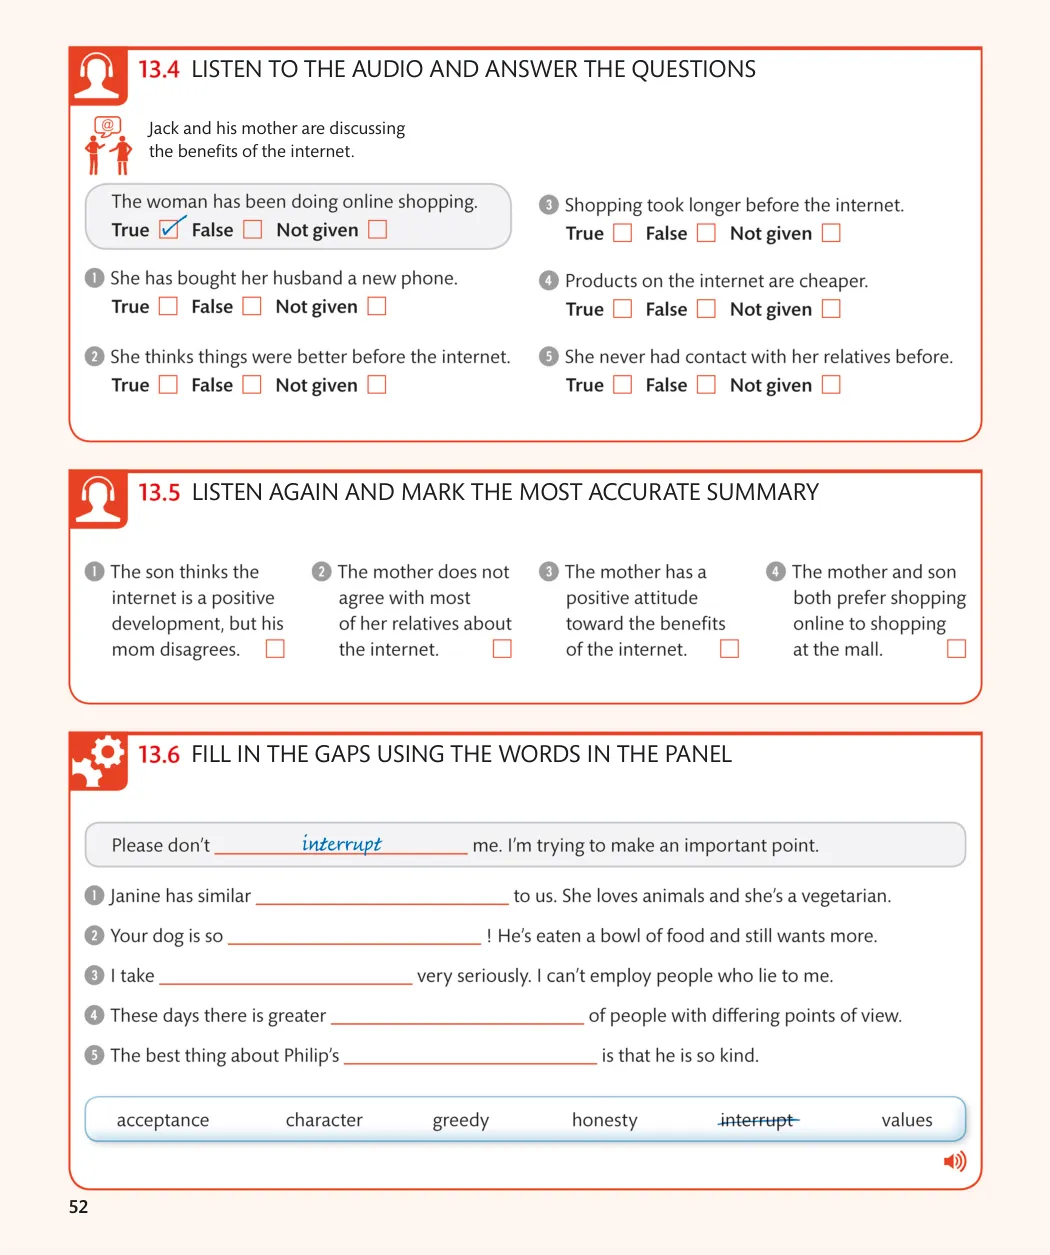 13.4 LISTEN TO THE AUDIO AND ANSWER THE QUESTIONS
@
Jack and his mother are discussing
the benefits of the internet.
The woman has been doing online shopping.
True ✓ False Not given
1 She has bought her husband a new phone.
True False Not given
2 She thinks things were better before the internet.
True False Not given
3 Shopping took longer before the internet.
True False Not given
4 Products on the internet are cheaper.
True False Not given
5 She never had contact with her relatives before.
True False Not given
13.5 LISTEN AGAIN AND MARK THE MOST ACCURATE SUMMARY
1 The son thinks the
internet is a positive
development, but his
mom disagrees.
2 The mother does not
agree with most
of her relatives about
the internet.
3 The mother has a
positive attitude
toward the benefits
of the internet.
4 The mother and son
both prefer shopping
online to shopping
at the mall.
13.6 FILL IN THE GAPS USING THE WORDS IN THE PANEL
Please don't interrupt me. I'm trying to make an important point.
1 Janine has similar ____ to us. She loves animals and she's a vegetarian.
2 Your dog is so ____ ! He's eaten a bowl of food and still wants more.
3 I take ____ very seriously. I can't employ people who lie to me.
4 These days there is greater ____ of people with differing points of view.
5 The best thing about Philip's ____ is that he is so kind.
acceptance character greedy honesty interrupt values
52